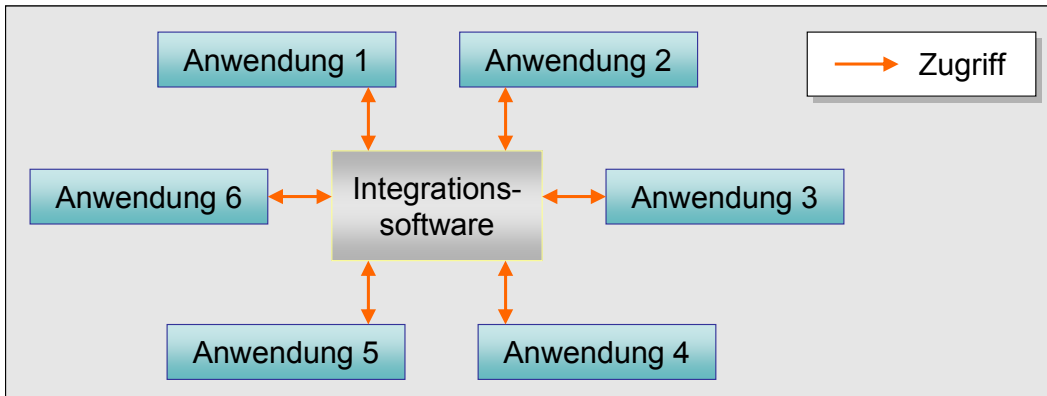 Anwendung 1
Anwendung 2
Zugriff
Anwendung 6
Integrations-
software
Anwendung 3
Anwendung 5
Anwendung 4